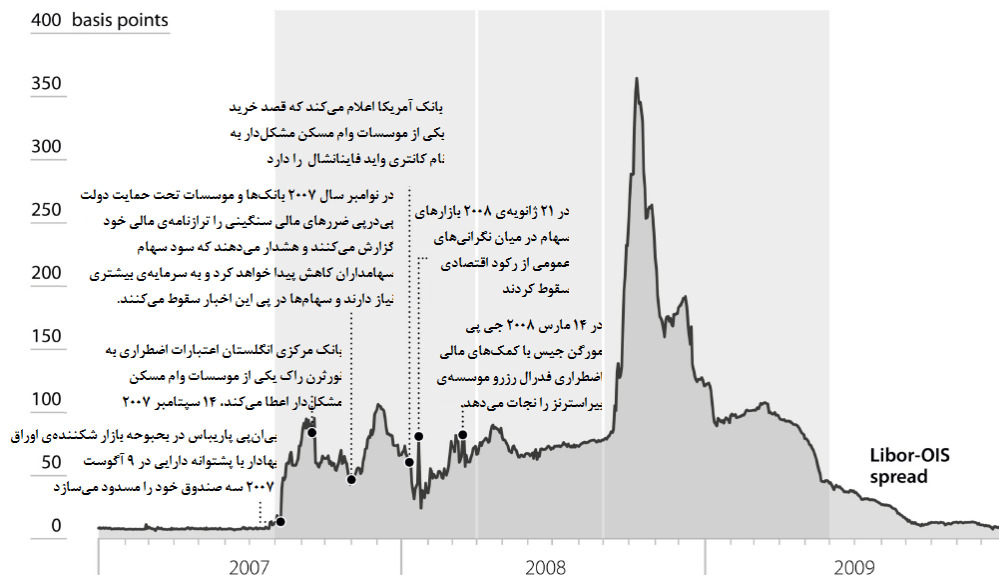 400 basis points
350
300
250
200
150
100
50
0
بانک آمریکا اعلام می‌کند که قصد خرید
یکی از موسسات وام مسکن مشکل‌دار به
نام کانتری واید فاینانشال را دارد
در نوامبر سال ۲۰۰۷ بانک‌ها و موسسات تحت حمایت دولت
پی‌درپی ضررهای مالی سنگینی را ترازنامه‌ی مالی خود
گزارش می‌کنند و هشدار می‌دهند که سود سهام
سهامداران کاهش پیدا خواهد کرد و به سرمایه‌ی بیشتری
نیاز دارند و سهام‌ها در پی این اخبار سقوط می‌کنند.
در ۲۱ ژانویه‌ی ۲۰۰۸ بازارهای
سهام در میان نگرانی‌های
عمومی از رکود اقتصادی
سقوط کردند
در ۱۴ مارس ۲۰۰۸ جی پی
مورگن چیس با کمک‌های مالی
اضطراری فدرال رزرو موسسه‌ی
بیراسترنز را نجات می‌دهد.
بانک مرکزی انگلستان اعتبارات اضطراری به
نورثرن راک یکی از موسسات وام مسکن
مشکل‌دار اعطا می‌کند، ۱۴ سپتامبر ۲۰۰۷
بی‌ان‌پی پاریباس در بحبوحه بازار شکننده‌ی اوراق
بهادار با پشتوانه دارایی در ۹ آگوست
۲۰۰۷ سه صندوق خود را مسدود می‌سازد
Libor-OIS
spread
2007
2008
2009